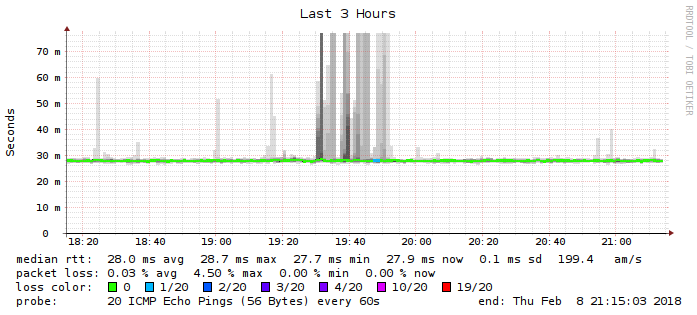 Last 3 Hours
RRDTOOL / TOBI OETIKER
Seconds
70 m
60 m
50 m
40 m
30 m
20 m
10 m
0
18:20 18:40 19:00 19:20 19:40 20:00 20:20 20:40 21:00
median rtt: 28.0 ms avg 28.7 ms max 27.7 ms min 27.9 ms now 0.1 ms sd 199.4 am/s
packet loss: 0.03 % avg 4.50 % max 0.00 % min 0.00 % now
loss color: 0 1/20 2/20 3/20 4/20 10/20 19/20
probe: 20 ICMP Echo Pings (56 Bytes) every 60s end: Thu Feb 8 21:15:03 2018